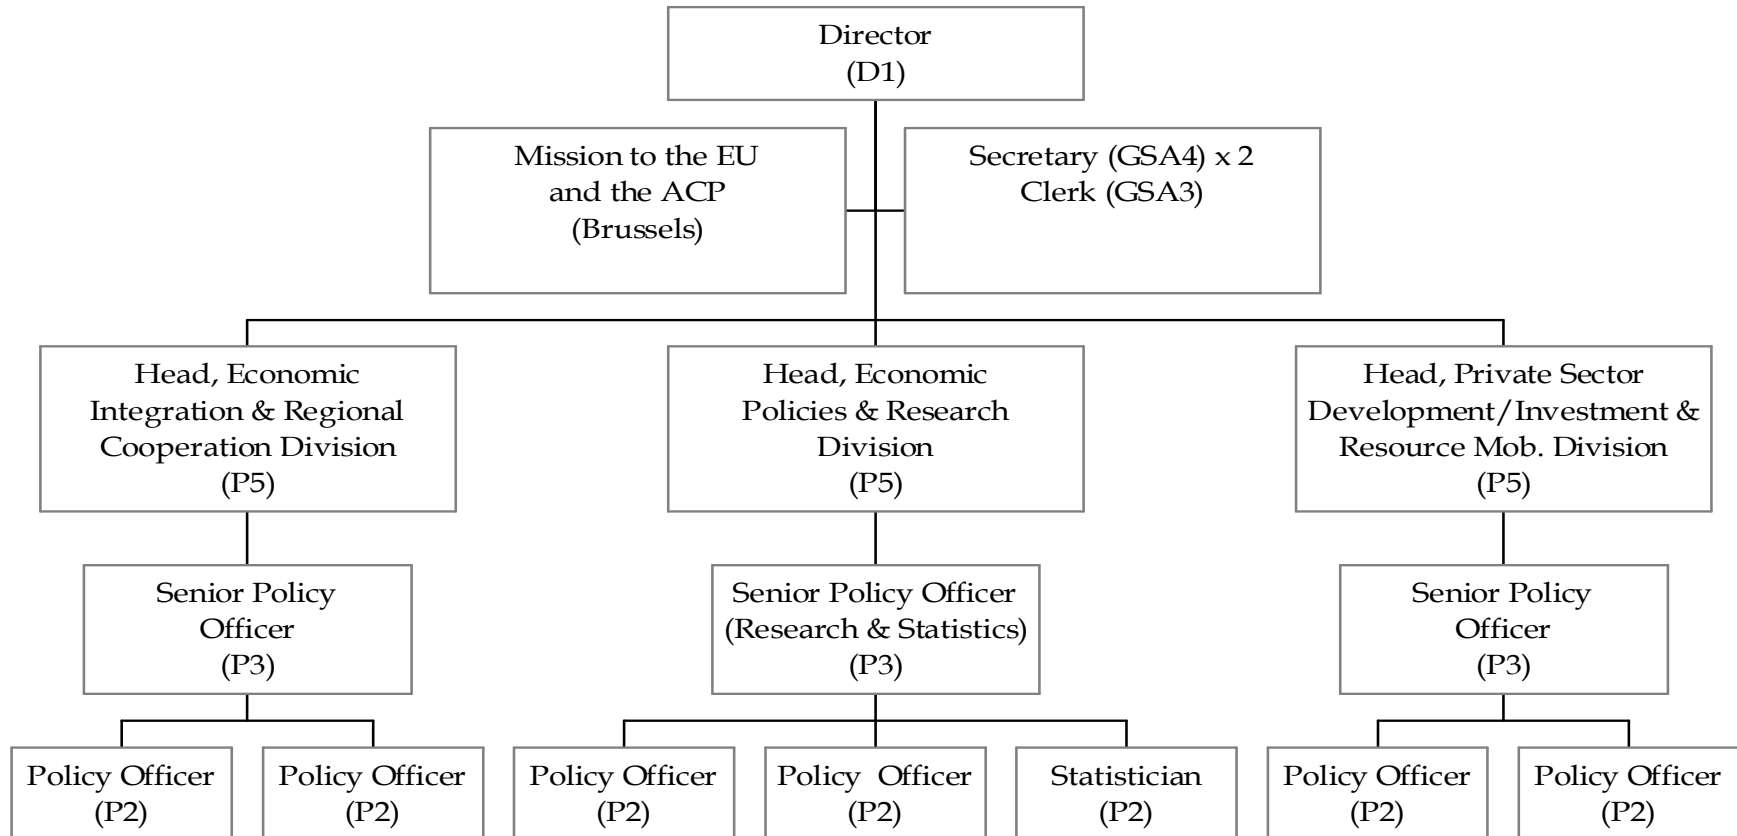 Director
(D1)
Mission to the EU
and the ACP
(Brussels)
Secretary (GSA4) x 2
Clerk (GSA3)
Head, Economic
Integration & Regional
Cooperation Division
(P5)
Head, Economic
Policies & Research
Division
(P5)
Head, Private Sector
Development/Investment &
Resource Mob. Division
(P5)
Senior Policy
Officer
(P3)
Senior Policy Officer
(Research & Statistics)
(P3)
Senior Policy
Officer
(P3)
Policy Officer
(P2)
Policy Officer
(P2)
Policy Officer
(P2)
Policy Officer
(P2)
Statistician
(P2)
Policy Officer
(P2)
Policy Officer
(P2)